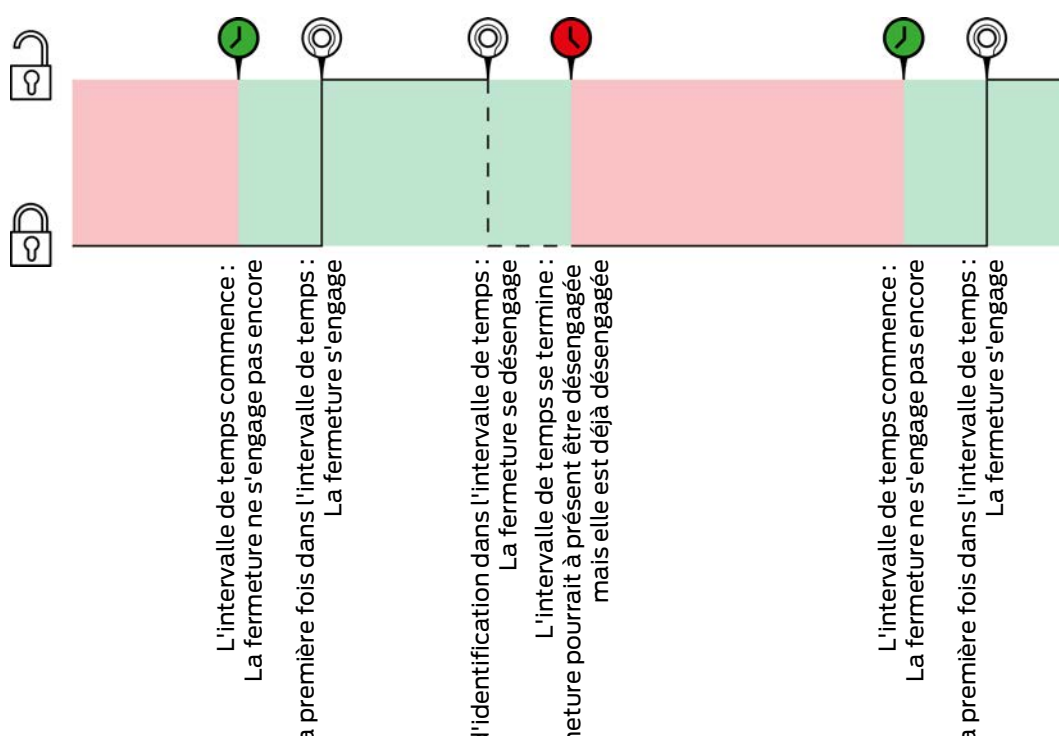 L'intervalle de temps commence :
La fermeture ne s'engage pas encore
première fois dans l'intervalle de temps :
La fermeture s'engage
d'identification dans l'intervalle de temps :
La fermeture se désengage
L'intervalle de temps se termine :
pourrait à présent être désengagée
mais elle est déjà désengagée
L'intervalle de temps commence :
La fermeture ne s'engage pas encore
première fois dans l'intervalle de temps :
La fermeture s'engage